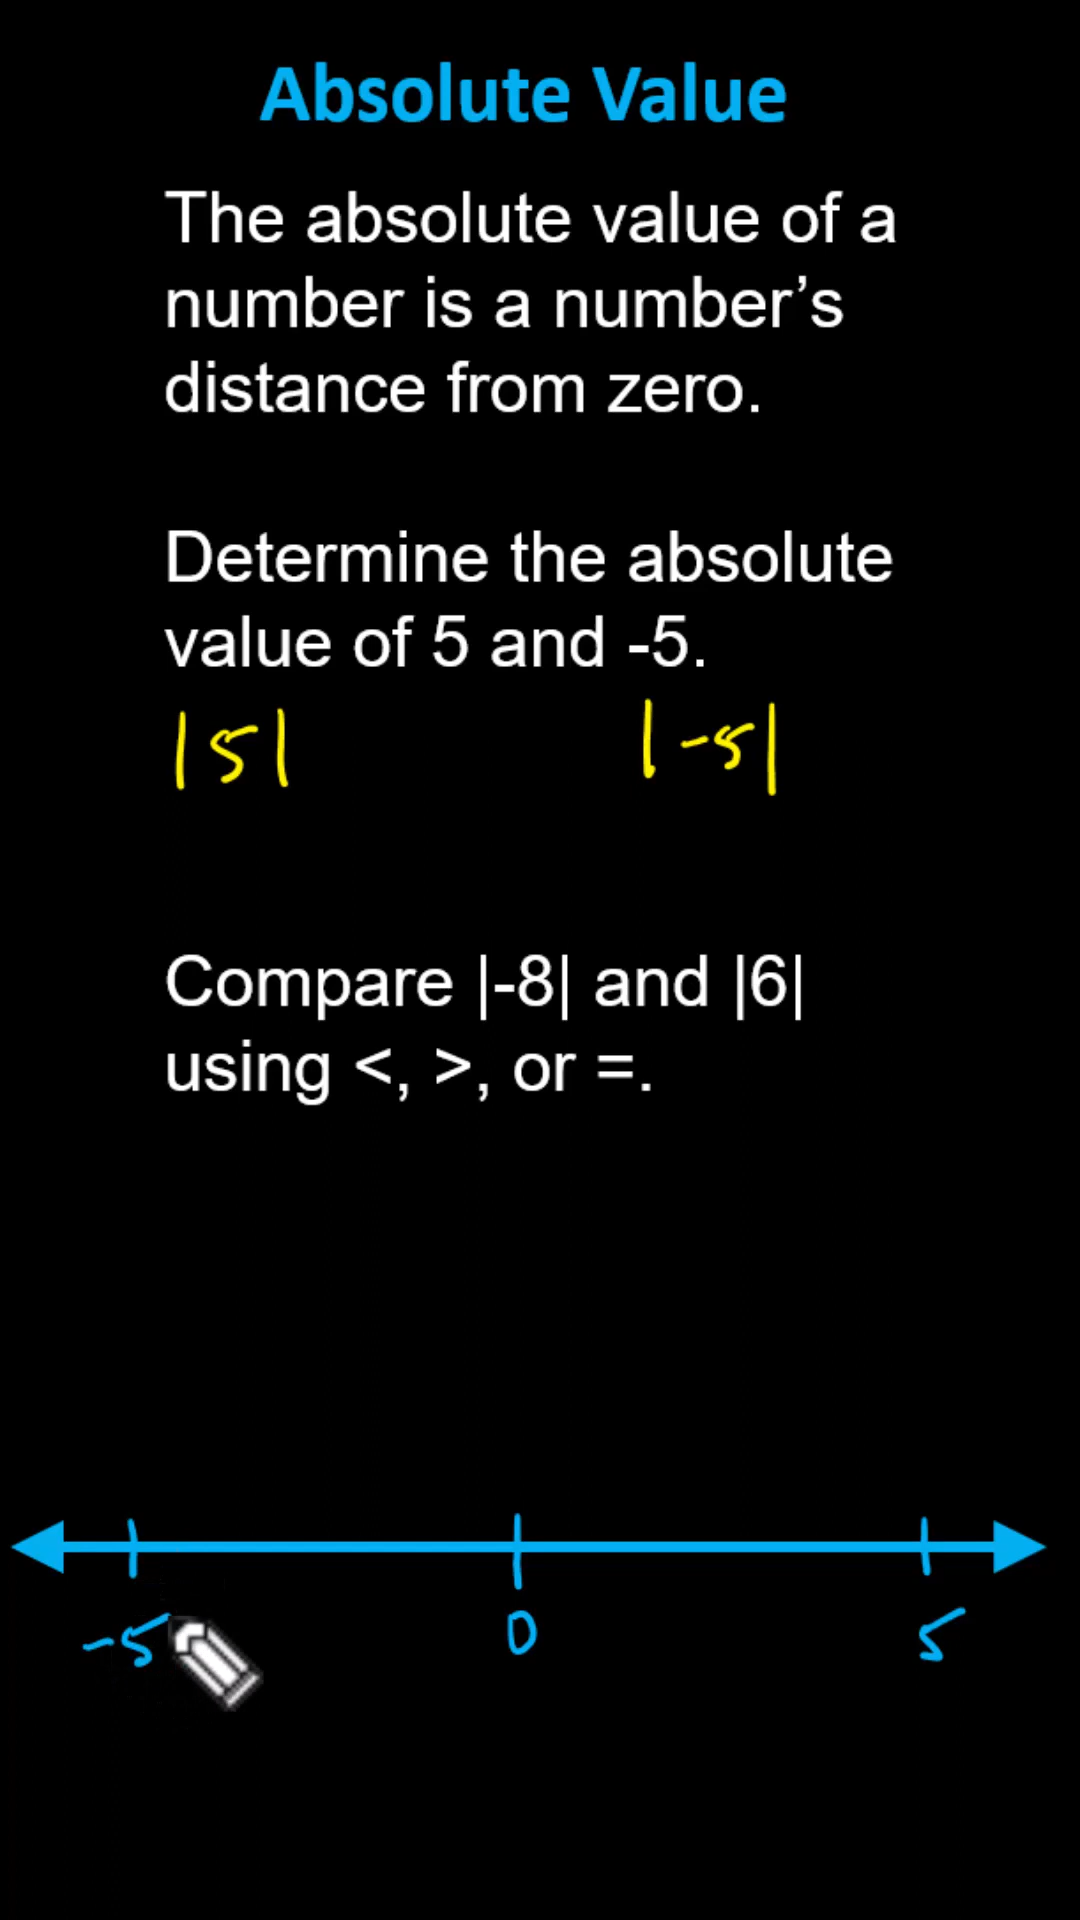 Absolute Value
The absolute value of a
number is a number’s
distance from zero.
Determine the absolute
value of 5 and -5.
|5| |-5|
Compare |-8| and |6|
using <, >, or =.
-5 0 5